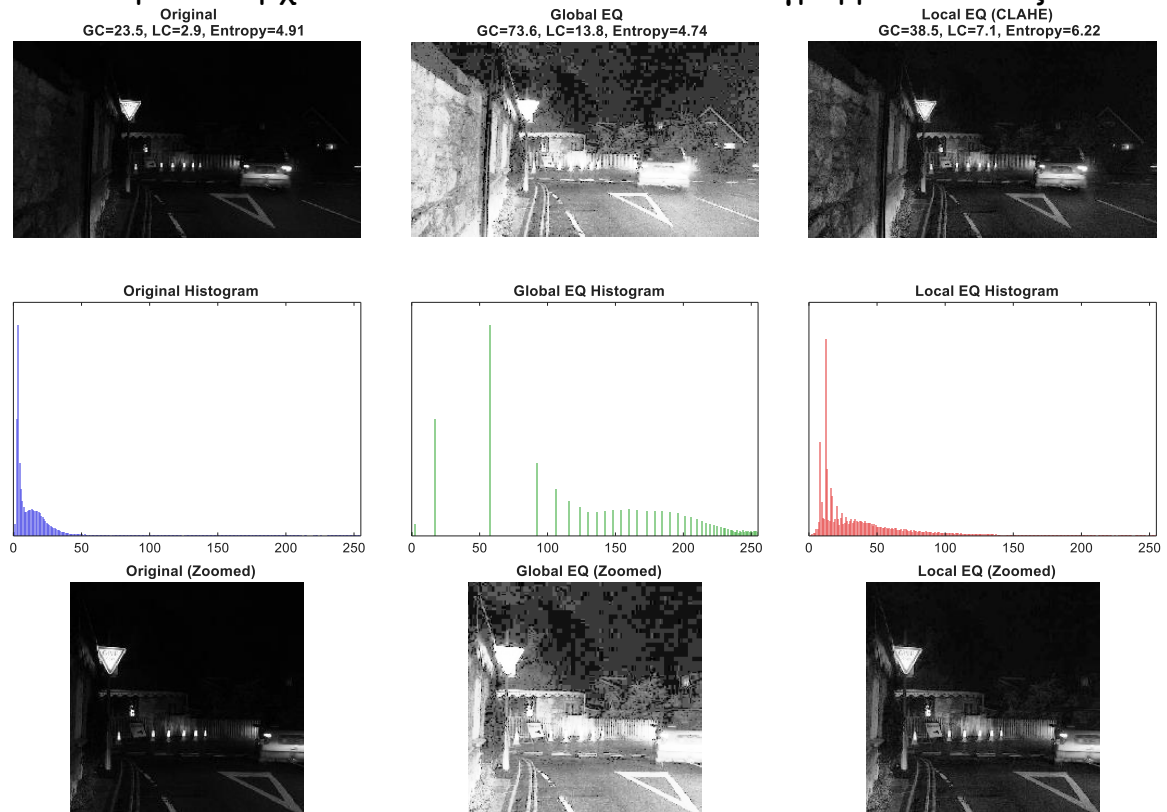 Original
GC=23.5, LC=2.9, Entropy=4.91
Global EQ
GC=73.6, LC=13.8, Entropy=4.74
Local EQ (CLAHE)
GC=38.5, LC=7.1, Entropy=6.22
Original Histogram
0 50 100 150 200 250
Global EQ Histogram
0 50 100 150 200 250
Local EQ Histogram
0 50 100 150 200 250
Original (Zoomed)
Global EQ (Zoomed)
Local EQ (Zoomed)